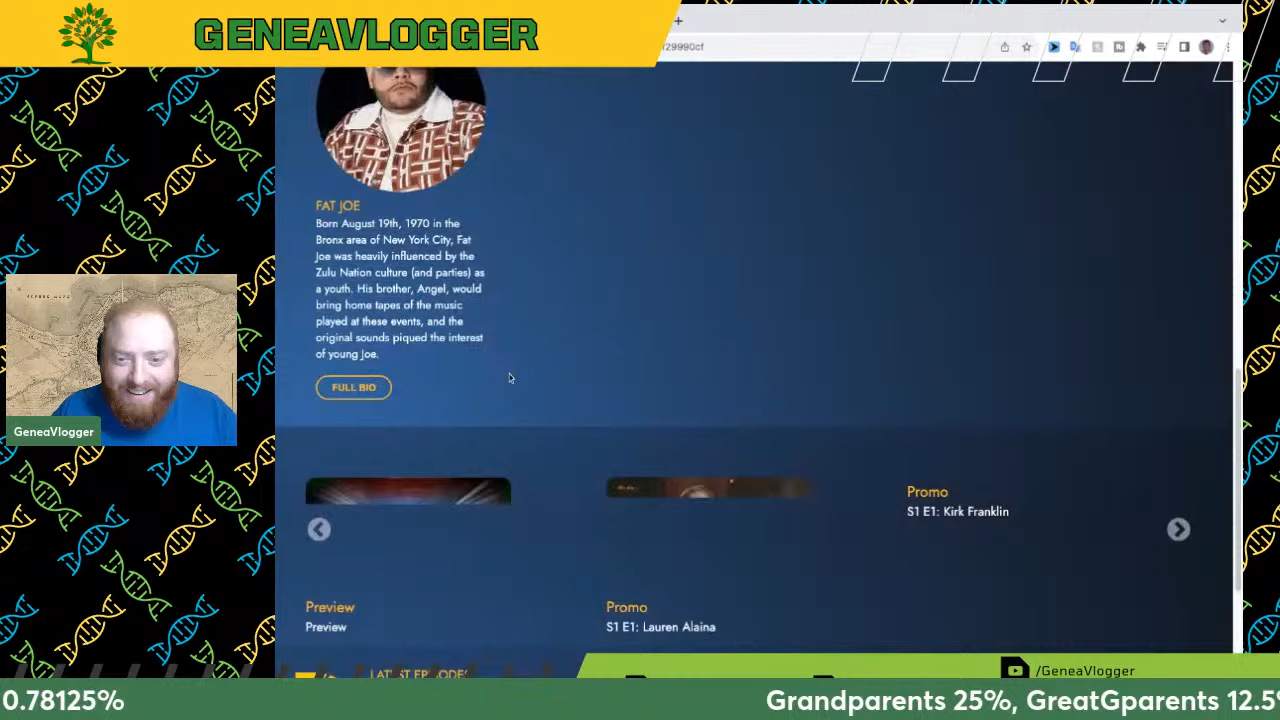 GENEAVLOGGER
29990cf
FAT JOE
Born August 19th, 1970 in the
Bronx area of New York City, Fat
Joe was heavily influenced by the
Zulu Nation culture (and parties) as
a youth. His brother, Angel, would
bring home tapes of the music
played at these events, and the
original sounds piqued the interest
of young Joe.
FULL BIO
GeneaVlogger
Promo
S1 E1: Kirk Franklin
Preview
Preview
Promo
S1 E1: Lauren Alaina
/GeneaVlogger
0.78125%
Grandparents 25%, GreatGparents 12.5%